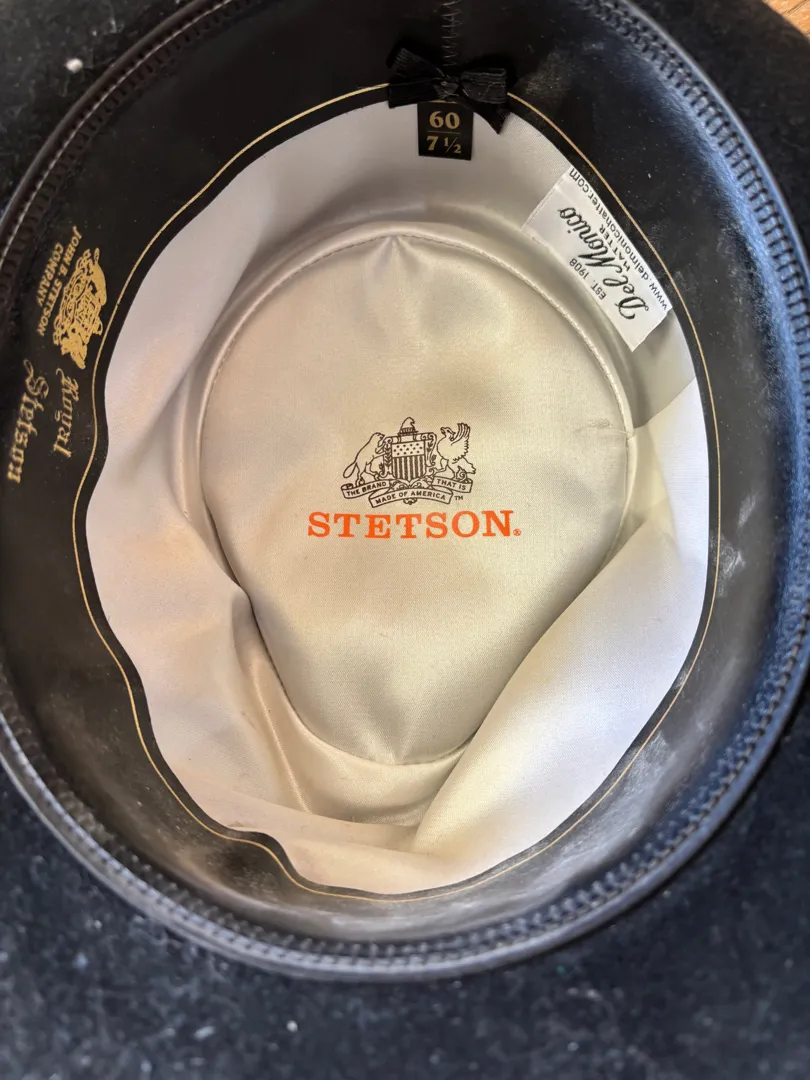 60
7 1/2
www.delmonicohatter.com
Del Monico
HATTER
EST. 1908
JOHN B. STETSON
COMPANY
Royal
Stetson
THE BRAND THAT IS
MADE OF AMERICA ™
STETSON®